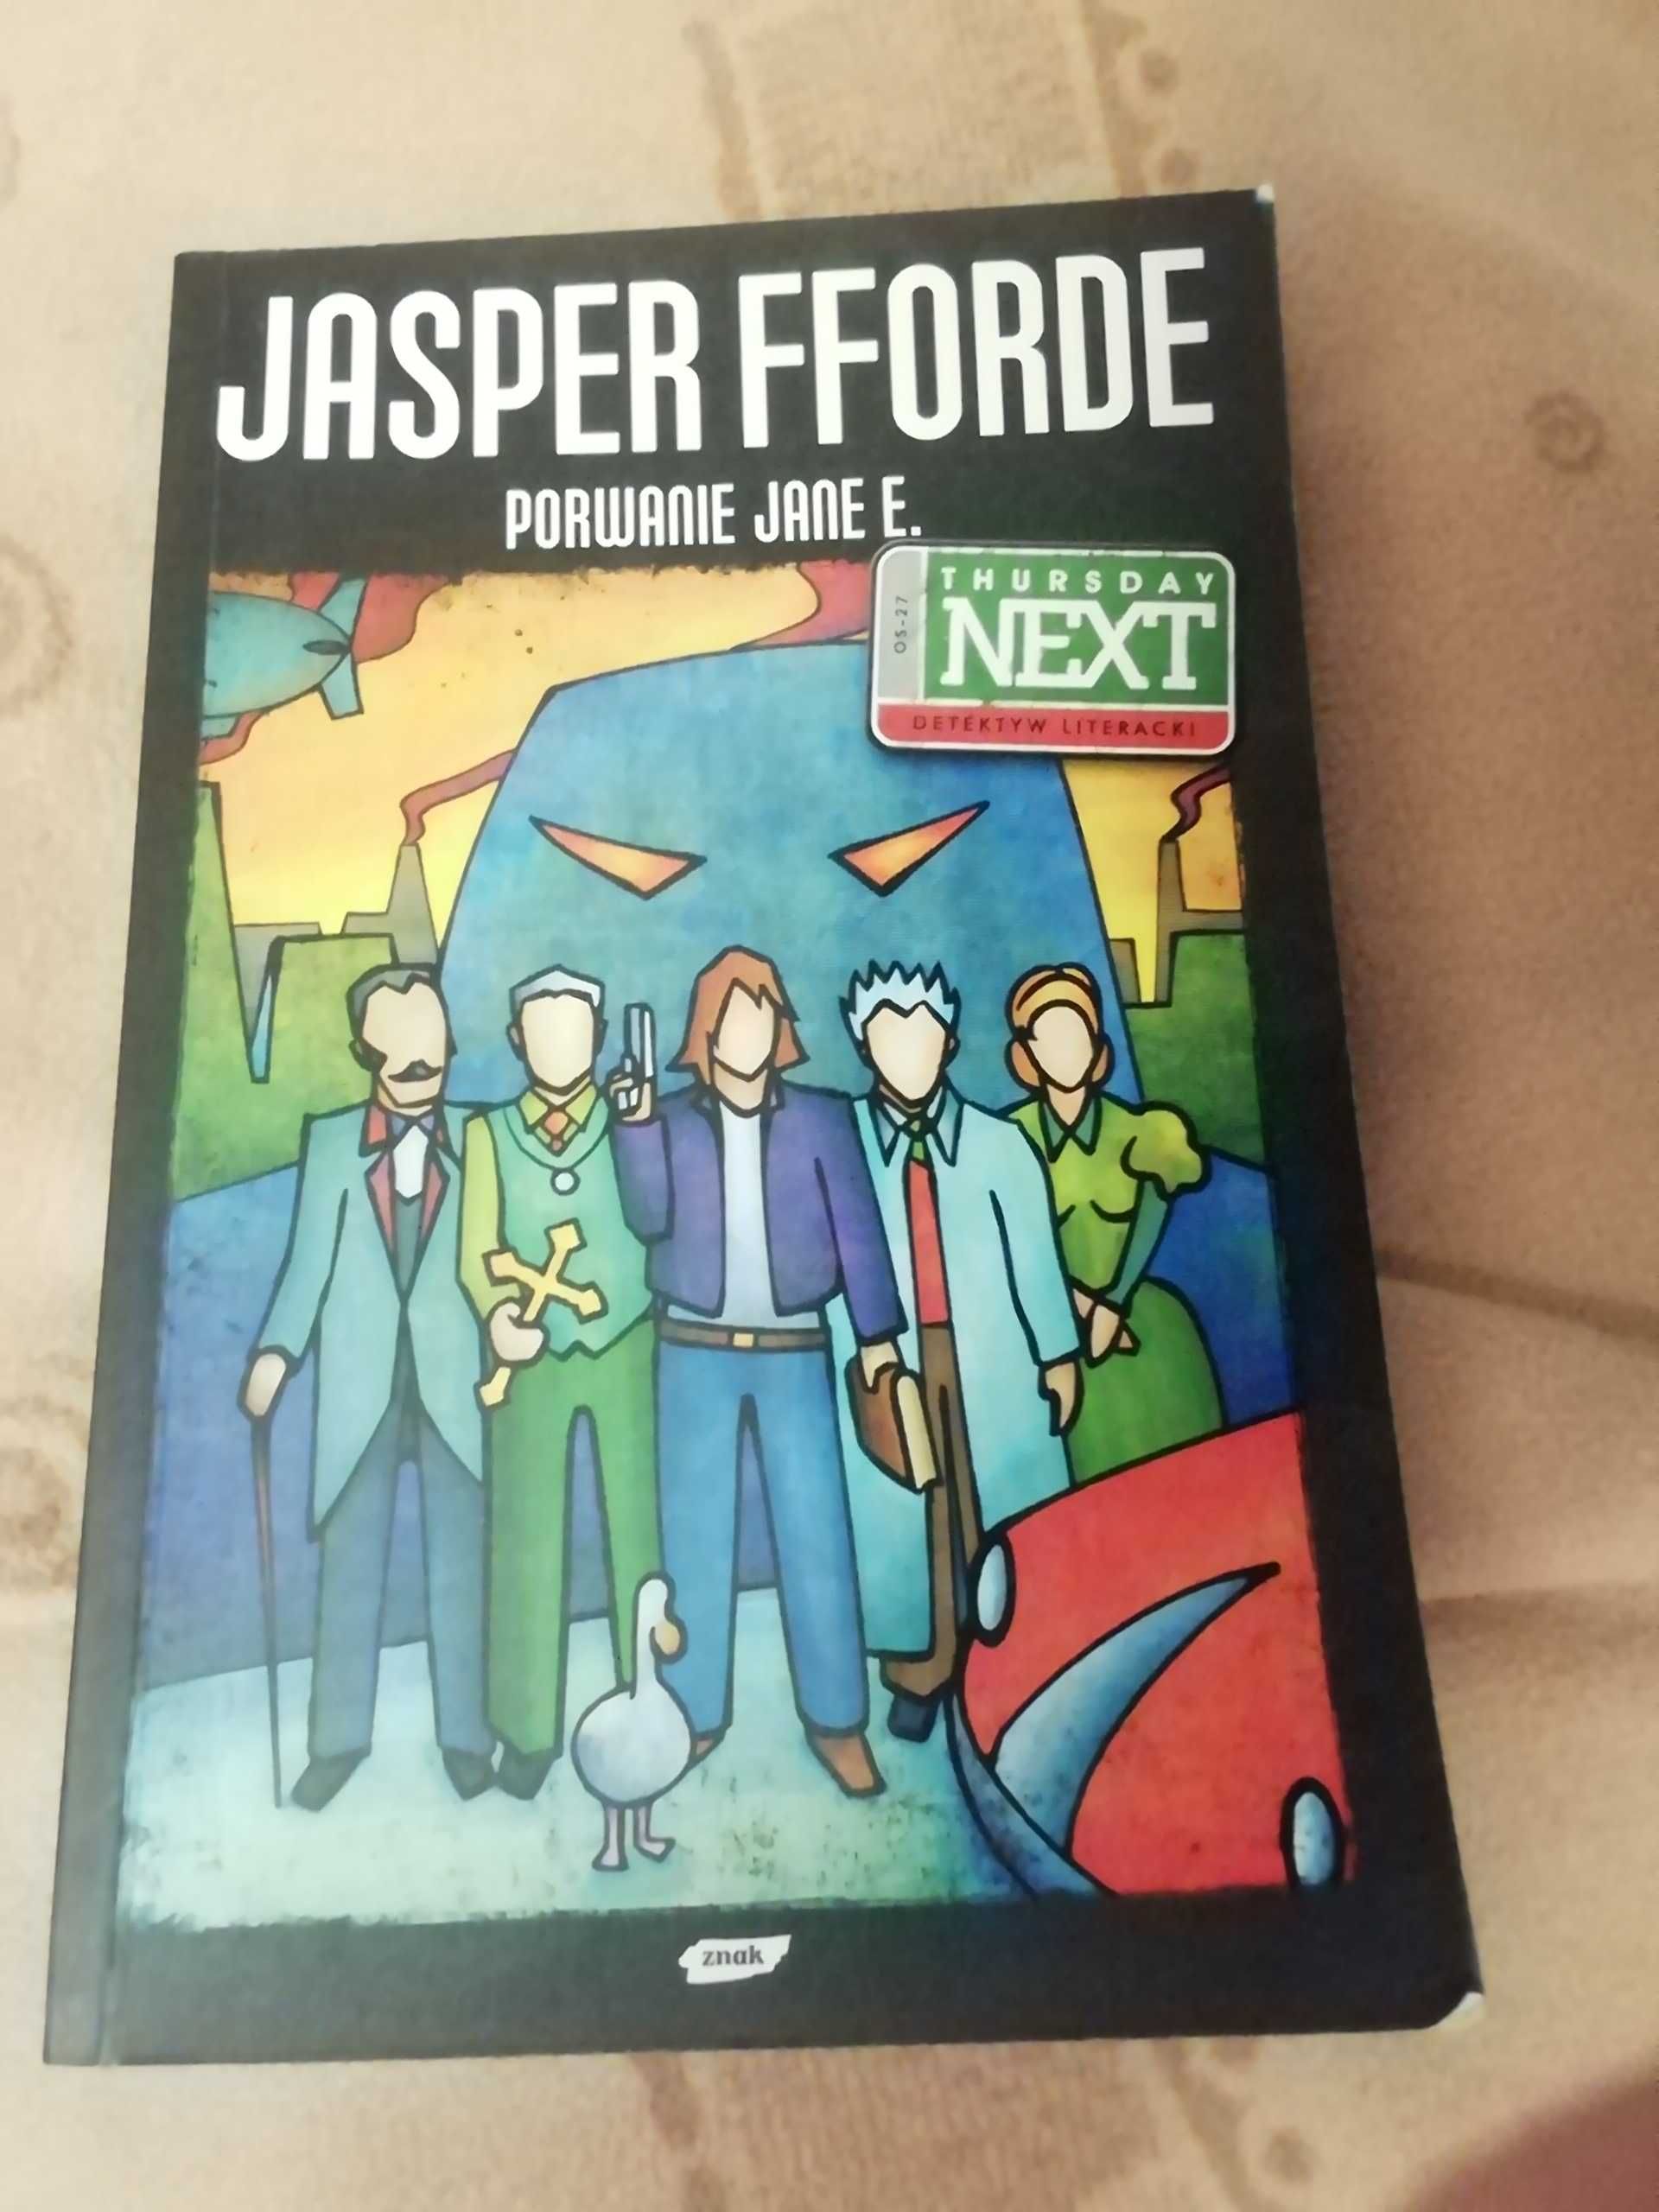 JASPER FFORDE
PORWANIE JANE E.
THURSDAY
OS-27
NEXT
DETEKTYW LITERACKI
znak